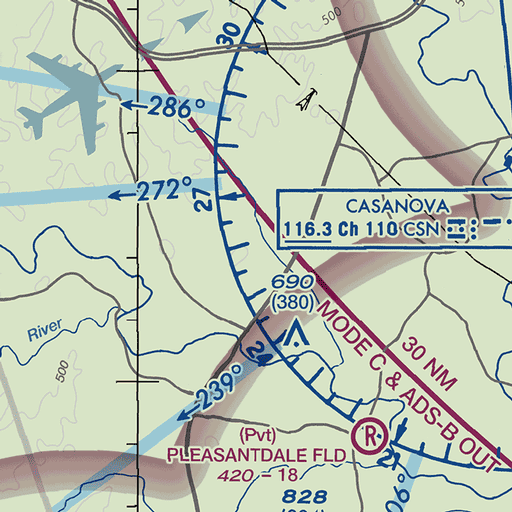 500
30
286°
272°
27
CASANOVA
116.3 Ch 110 CSN
690
(380)
30 NM
MODE C & ADS-B OUT
River
500
24
239°
(Pvt)
PLEASANTDALE FLD
420 - 18
R
21
06°
828